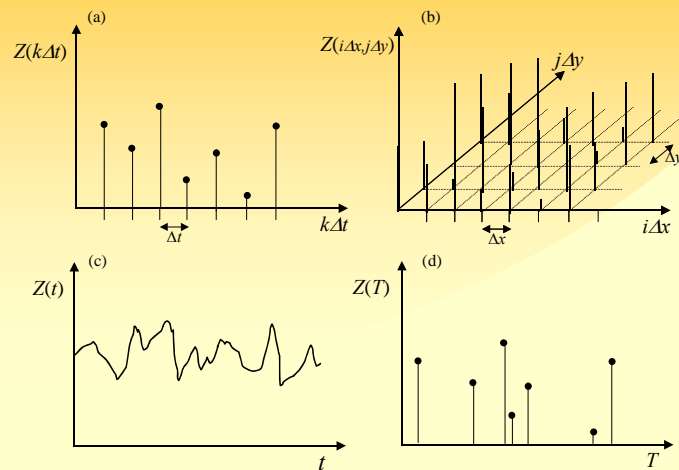 (a)
Z(kΔt)
Δt
kΔt
(b)
Z(iΔx,jΔy)
jΔy
Δy
Δx
iΔx
(c)
Z(t)
t
(d)
Z(T)
T